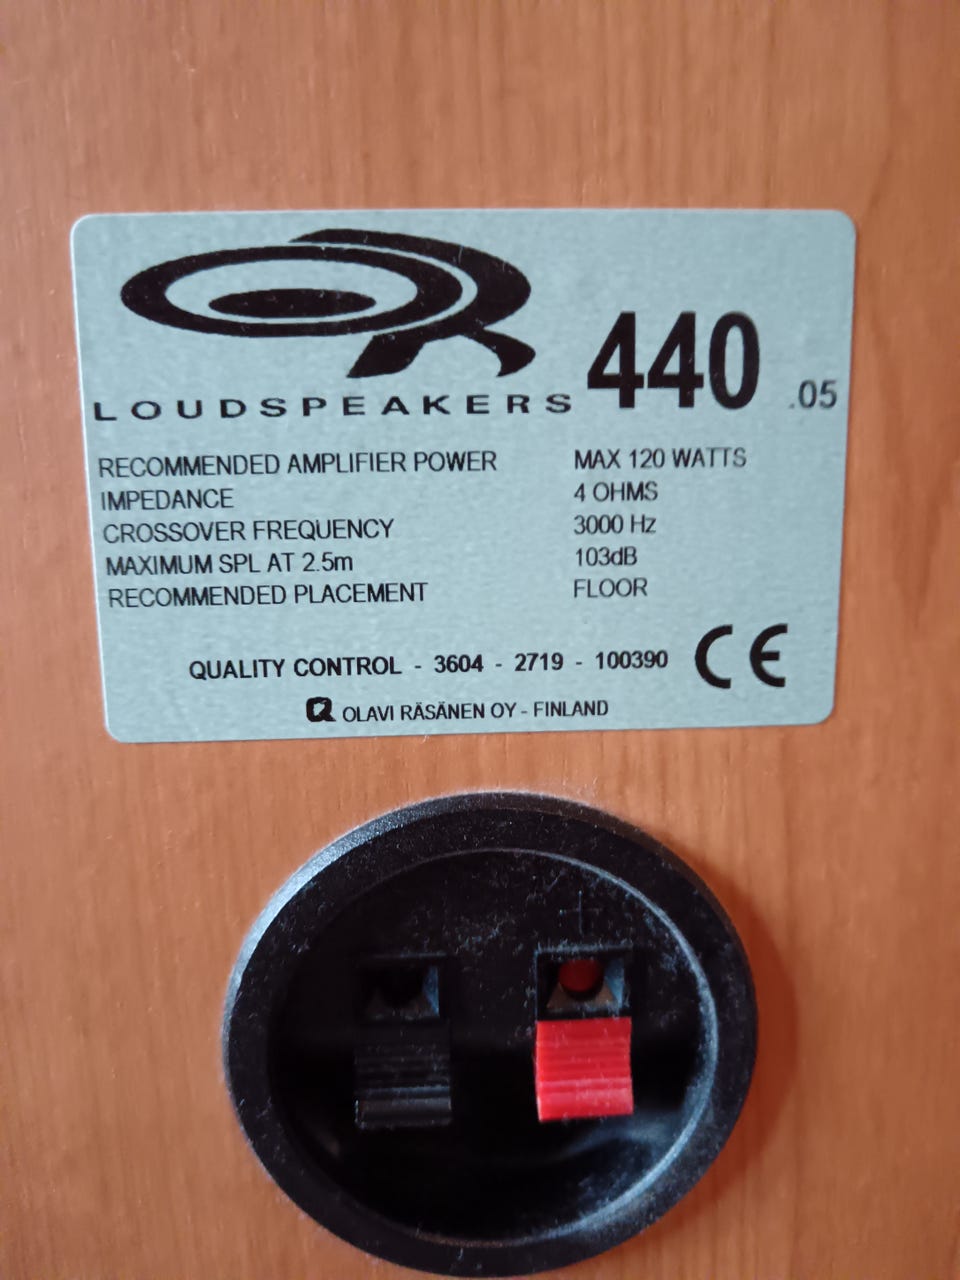 OR 440 .05
LOUDSPEAKERS
RECOMMENDED AMPLIFIER POWER MAX 120 WATTS
IMPEDANCE 4 OHMS
CROSSOVER FREQUENCY 3000 Hz
MAXIMUM SPL AT 2.5m 103dB
RECOMMENDED PLACEMENT FLOOR
QUALITY CONTROL - 3604 - 2719 - 100390 CE
OLAVI RÄSÄNEN OY - FINLAND
+